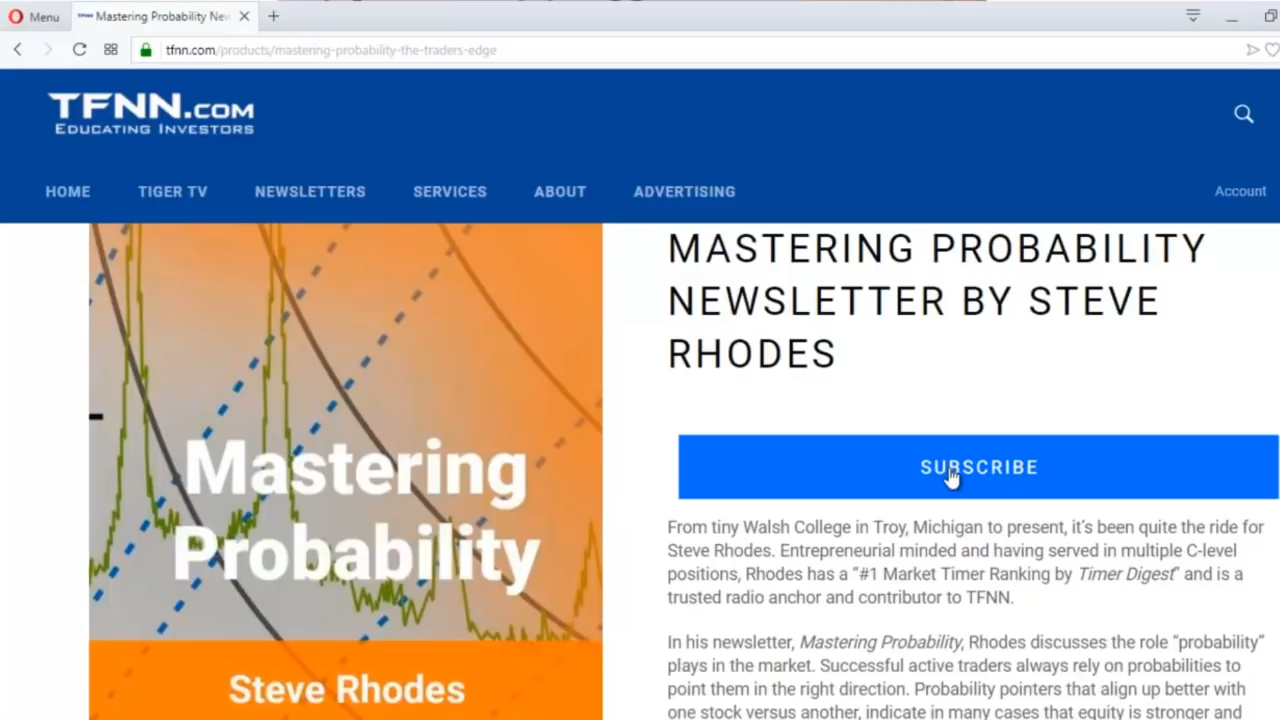 Menu
Mastering Probability New
tfnn.com/products/mastering-probability-the-traders-edge
TFNN.COM
EDUCATING INVESTORS
HOME TIGER TV NEWSLETTERS SERVICES ABOUT ADVERTISING Account
Mastering
Probability
Steve Rhodes
MASTERING PROBABILITY
NEWSLETTER BY STEVE
RHODES
SUBSCRIBE
From tiny Walsh College in Troy, Michigan to present, it's been quite the ride for
Steve Rhodes. Entrepreneurial minded and having served in multiple C-level
positions, Rhodes has a "#1 Market Timer Ranking by Timer Digest" and is a
trusted radio anchor and contributor to TFNN.
In his newsletter, Mastering Probability, Rhodes discusses the role "probability"
plays in the market. Successful active traders always rely on probabilities to
point them in the right direction. Probability pointers that align up better with
one stock versus another, indicate in many cases that equity is stronger and